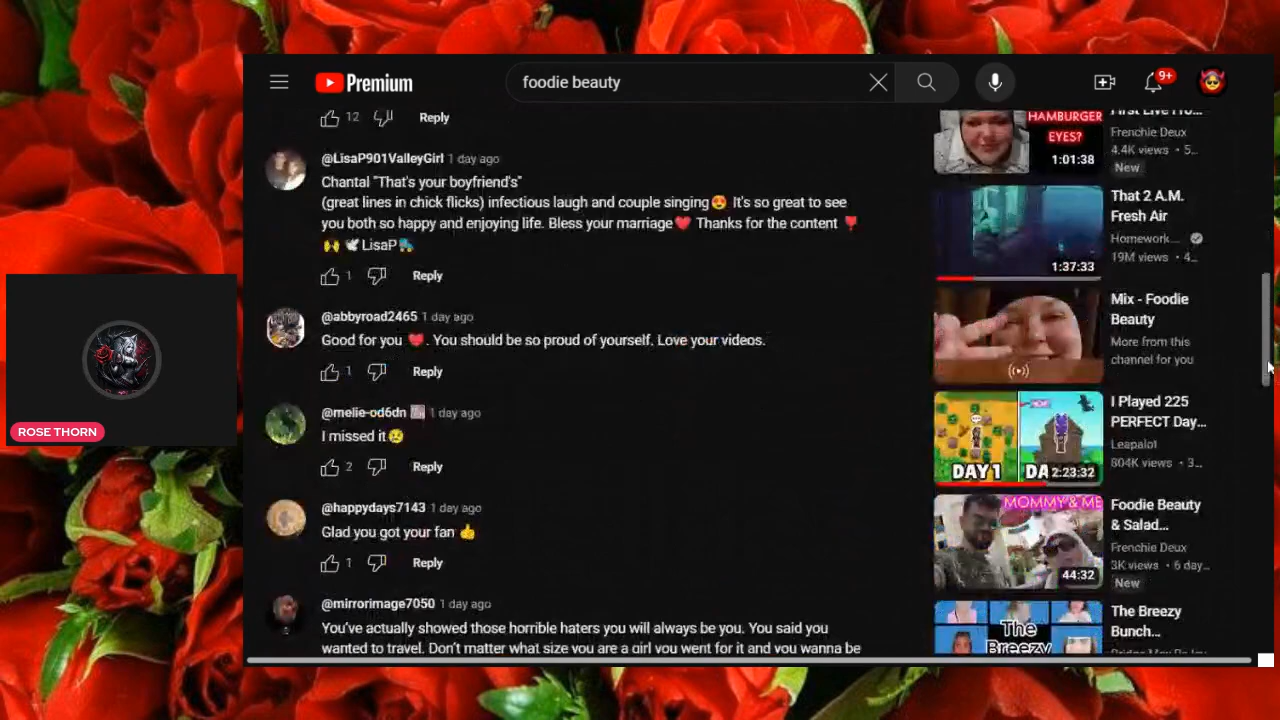 Premium
foodie beauty
9+
12
Reply
@LisaP901ValleyGirl 1 day ago
Chantal "That's your boyfriend's"
(great lines in chick flicks) infectious laugh and couple singing😍 It's so great to see
you both so happy and enjoying life. Bless your marriage❤️ Thanks for the content 🌹
🙌 🕊 LisaP
1
Reply
@abbyroad2465 1 day ago
Good for you ❤️. You should be so proud of yourself. Love your videos.
1
Reply
@melie-od6dn 1 day ago
I missed it😢
2
Reply
@happydays7143 1 day ago
Glad you got your fan 👍
1
Reply
@mirrorimage7050 1 day ago
You've actually showed those horrible haters you will always be you. You said you
wanted to travel. Don't matter what size you are a girl you went for it and you wanna be
ROSE THORN
HAMBURGER
EYES?
1:01:38
Frenchie Deux
4.4K views • 5...
New
1:37:33
That 2 A.M.
Fresh Air
Homework...
19M views • 4...
Mix - Foodie
Beauty
More from this
channel for you
DAY 1
DA
2:23:32
I Played 225
PERFECT Day...
Leapalot
804K views • 3...
MOMMY & ME
44:32
Foodie Beauty
& Salad...
Frenchie Deux
3K views • 6 day...
New
The
Breezy
The Breezy
Bunch...